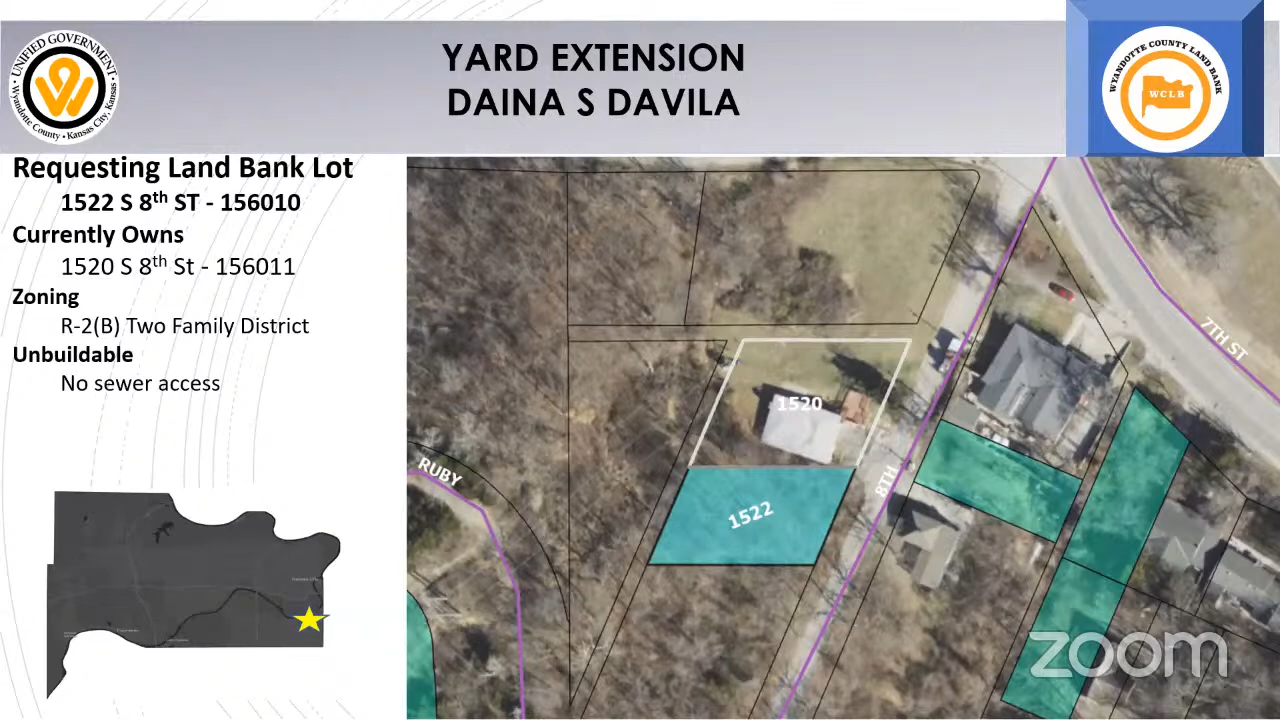 UNIFIED GOVERNMENT
Wyandotte County • Kansas City, Kansas
YARD EXTENSION
DAINA S DAVILA
WYANDOTTE COUNTY LAND BANK
WCLB
Requesting Land Bank Lot
1522 S 8th ST - 156010
Currently Owns
1520 S 8th St - 156011
Zoning
R-2(B) Two Family District
Unbuildable
No sewer access
7TH ST
1520
RUBY
8TH
1522
zoom